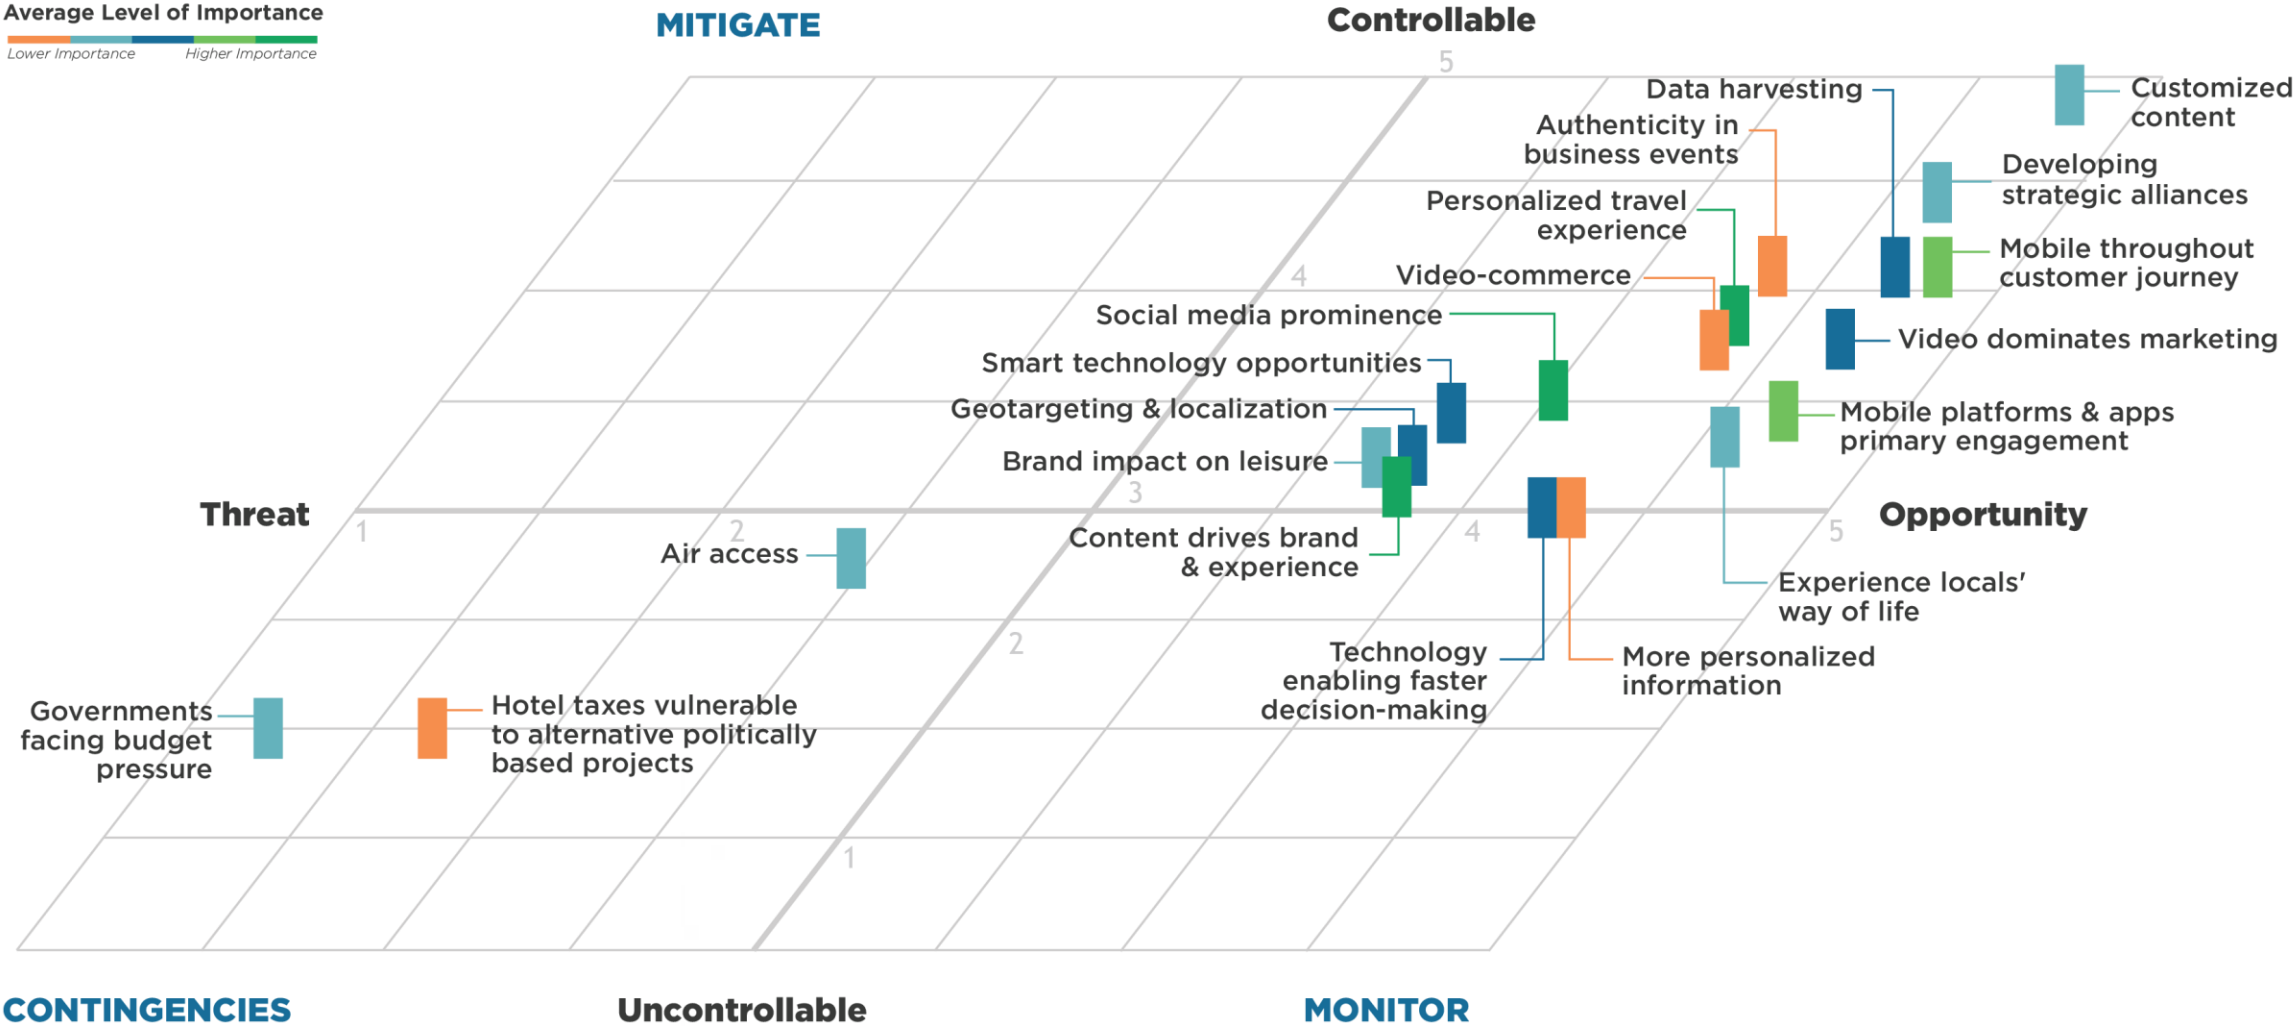 Average Level of Importance
Lower Importance
Higher Importance
MITIGATE
Controllable
5
Data harvesting
Customized
content
Authenticity in
business events
Developing
strategic alliances
Personalized travel
experience
Mobile throughout
customer journey
Video-commerce
4
Social media prominence
Video dominates marketing
Smart technology opportunities
Geotargeting & localization
Mobile platforms & apps
primary engagement
Brand impact on leisure
3
Threat
Opportunity
1
2
4
5
Content drives brand
& experience
Air access
Experience locals'
way of life
2
Technology
enabling faster
decision-making
More personalized
information
Governments
facing budget
pressure
Hotel taxes vulnerable
to alternative politically
based projects
1
CONTINGENCIES
Uncontrollable
MONITOR